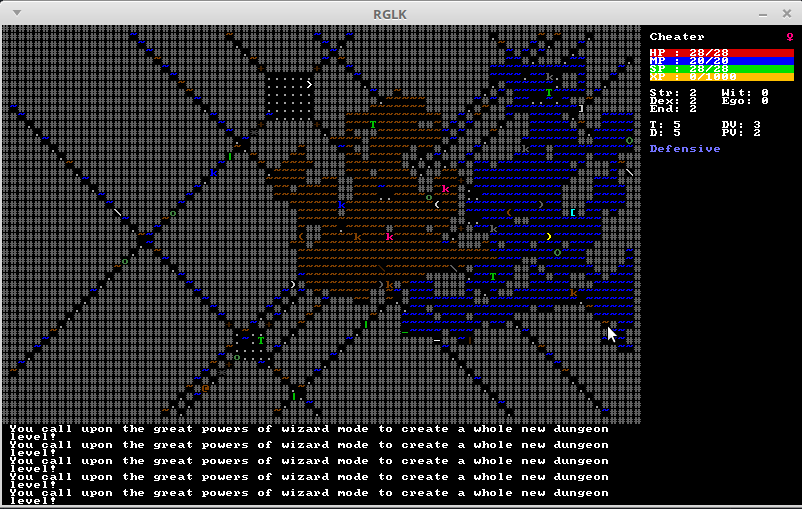 RGLK
Cheater ♀
HP : 28/28
MP : 20/20
SP : 28/28
XP : 0/1000
Str: 2 Wit: 0
Dex: 2 Ego: 0
End: 2
T: 5 DV: 3
D: 5 PV: 2
Defensive
You call upon the great powers of wizard mode to create a whole new dungeon
level!
You call upon the great powers of wizard mode to create a whole new dungeon
level!
You call upon the great powers of wizard mode to create a whole new dungeon
level!
You call upon the great powers of wizard mode to create a whole new dungeon
level!
You call upon the great powers of wizard mode to create a whole new dungeon
level!